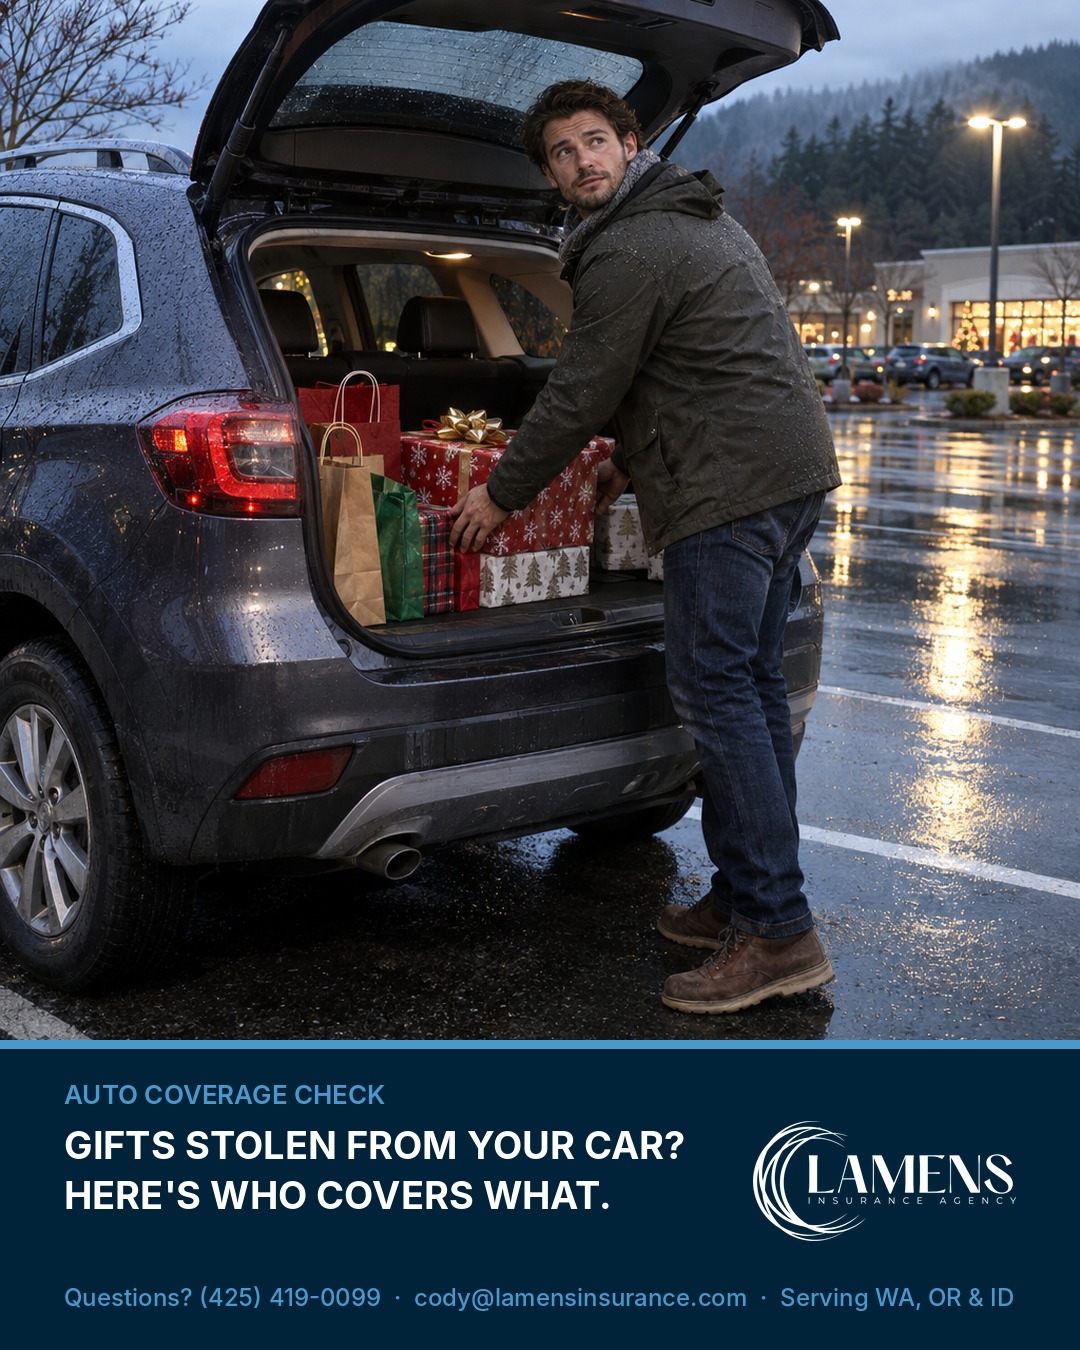 AUTO COVERAGE CHECK
GIFTS STOLEN FROM YOUR CAR?
HERE'S WHO COVERS WHAT.
LAMENS
INSURANCE AGENCY
Questions? (425) 419-0099 · cody@lamensinsurance.com · Serving WA, OR & ID